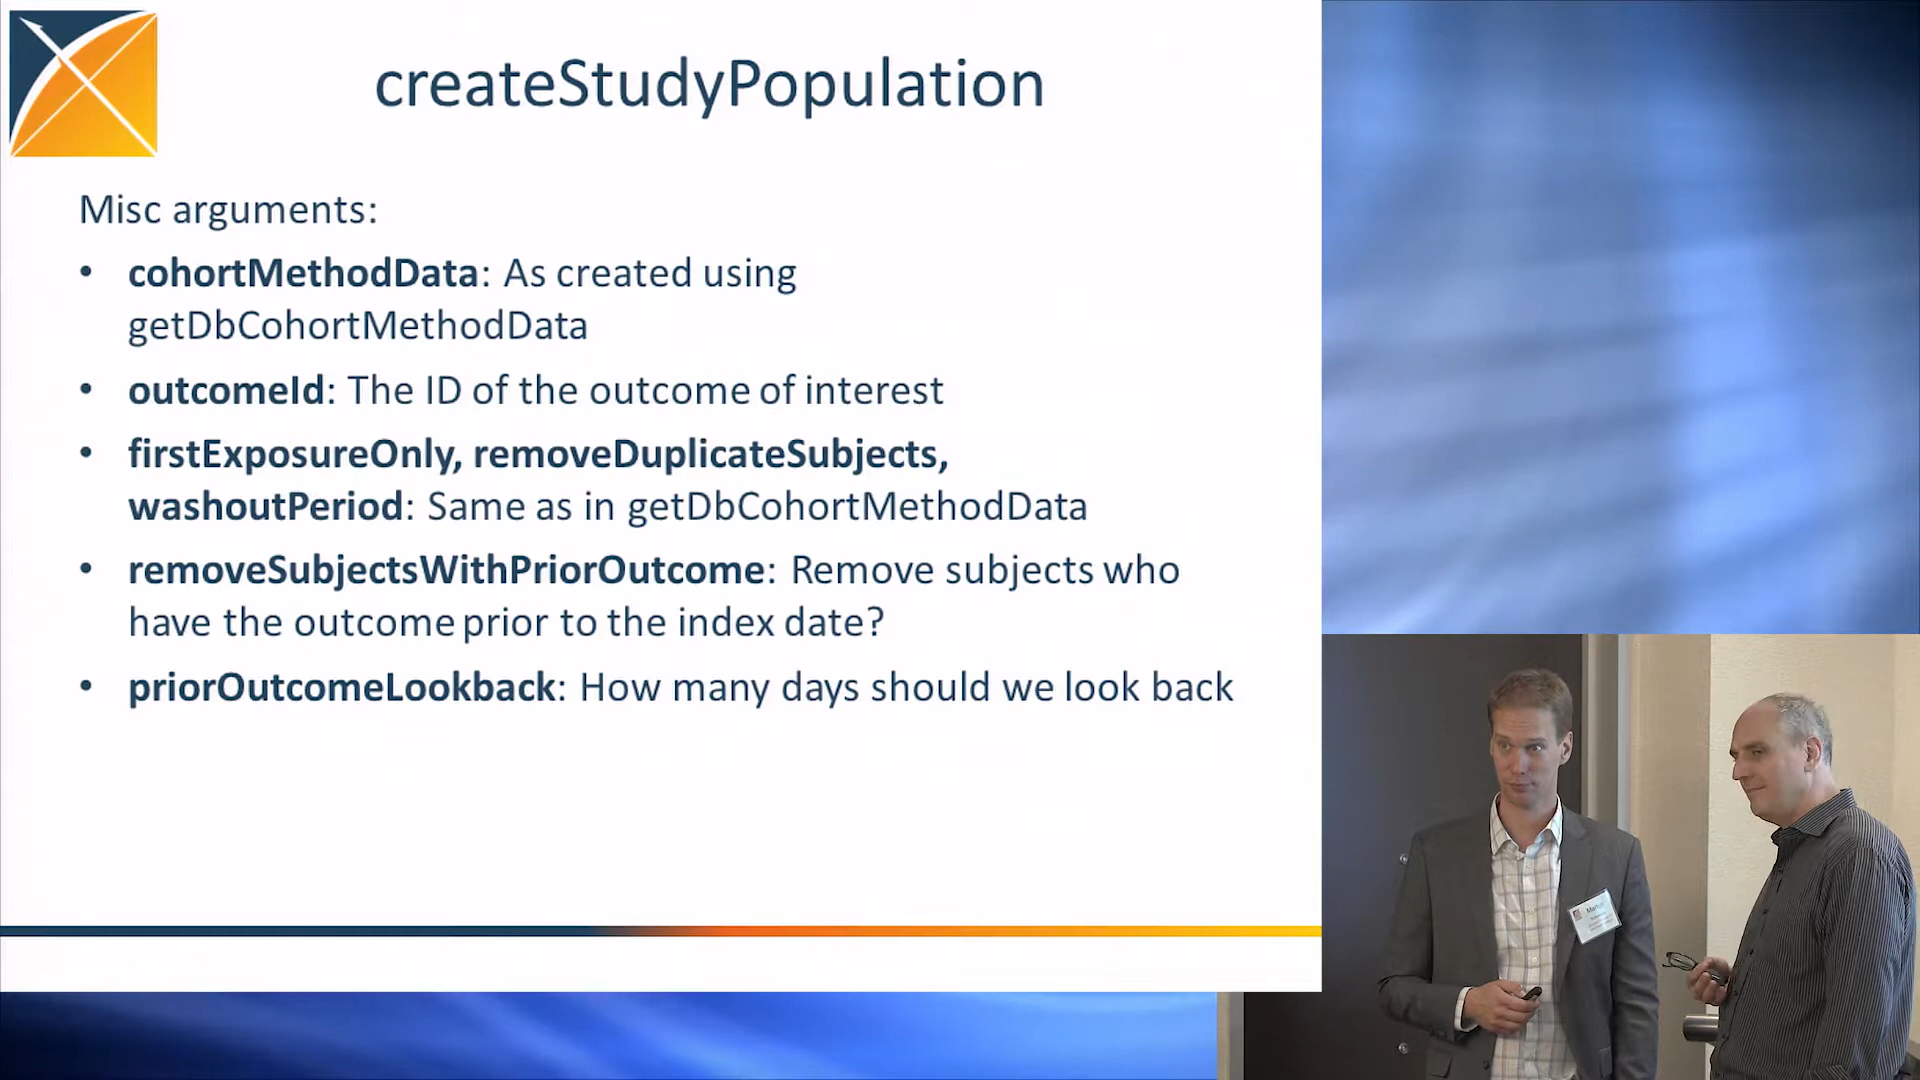 createStudyPopulation
Misc arguments:
• cohortMethodData: As created using
getDbCohortMethodData
• outcomeId: The ID of the outcome of interest
• firstExposureOnly, removeDuplicateSubjects,
washoutPeriod: Same as in getDbCohortMethodData
• removeSubjectsWithPriorOutcome: Remove subjects who
have the outcome prior to the index date?
• priorOutcomeLookback: How many days should we look back